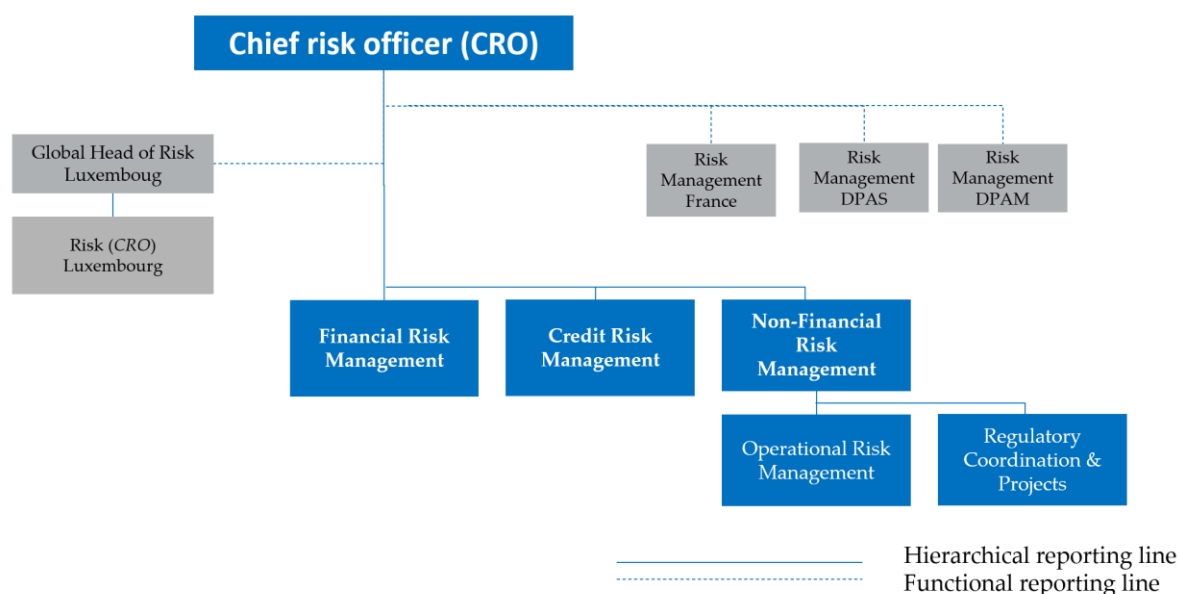 Chief risk officer (CRO)
Global Head of Risk
Luxemboug
Risk (CRO)
Luxembourg
Risk
Management
France
Risk
Management
DPAS
Risk
Management
DPAM
Financial Risk
Management
Credit Risk
Management
Non-Financial
Risk
Management
Operational Risk
Management
Regulatory
Coordination &
Projects
Hierarchical reporting line
Functional reporting line